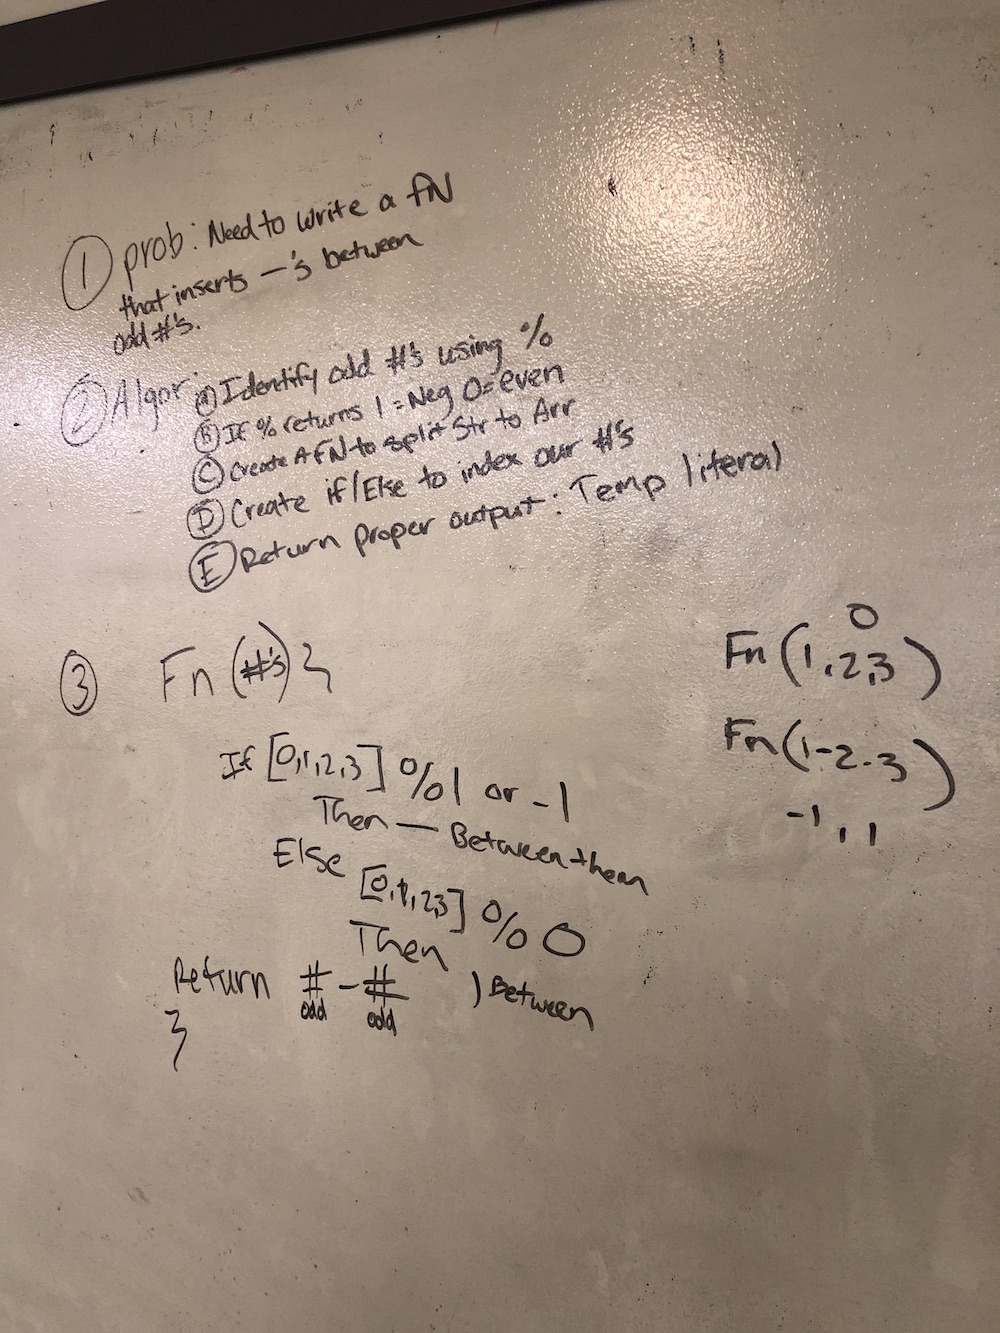 ① prob: Need to write a fN
that inserts —'s between
odd #'s.
② Algor: Ⓐ Identify odd #'s using %
Ⓑ If % returns 1 = Neg 0 = even
Ⓒ Create A fN to split Str to Arr
Ⓓ Create if/Else to index our #'s
Ⓔ Return proper output: Temp literal
③ Fn (#'s) {
If [0,1,2,3] % 1 or -1
Then — Between them
Else [0,1,2,3] % 0
Then , Between
Return # - #
odd odd
}
0
Fn (1,2,3)
Fn (1-2-3)
-1, 1